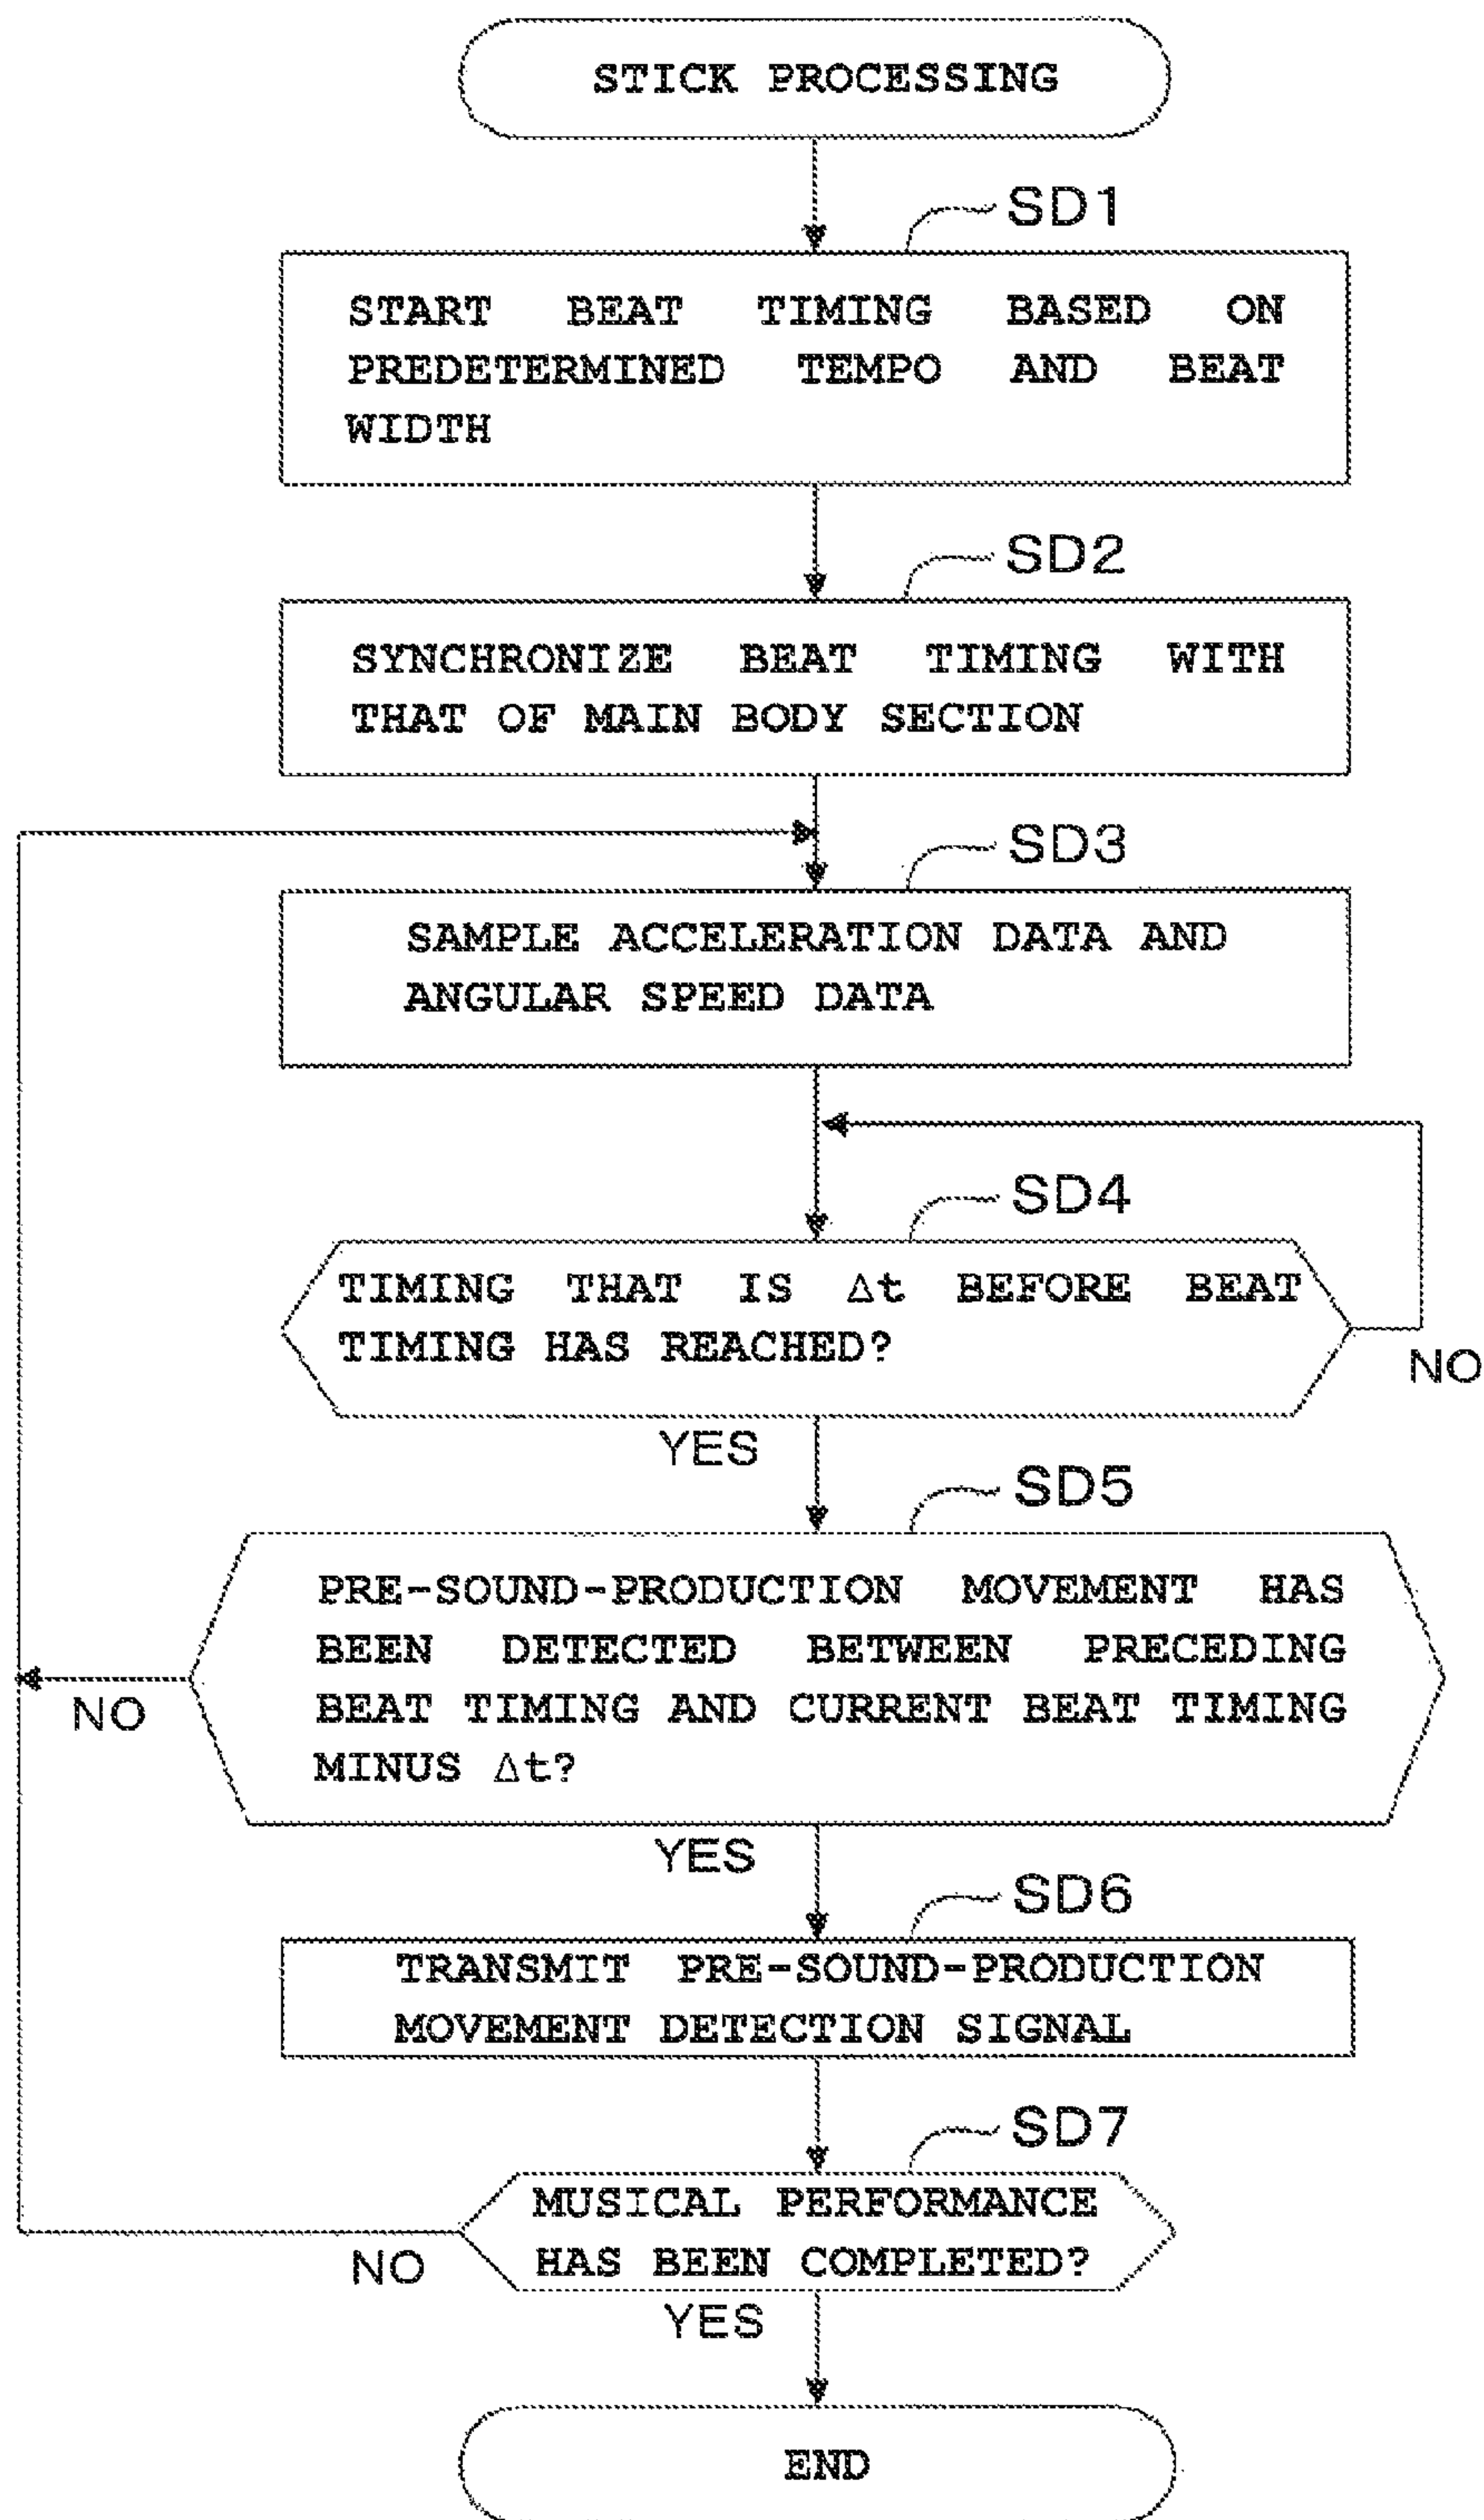 STICK PROCESSING
SD1
START BEAT TIMING BASED ON
PREDETERMINED TEMPO AND BEAT
WIDTH
SD2
SYNCHRONIZE BEAT TIMING WITH
THAT OF MAIN BODY SECTION
SD3
SAMPLE ACCELERATION DATA AND
ANGULAR SPEED DATA
SD4
TIMING THAT IS Δt BEFORE BEAT
TIMING HAS REACHED?
NO
YES
SD5
PRE-SOUND-PRODUCTION MOVEMENT HAS
BEEN DETECTED BETWEEN PRECEDING
BEAT TIMING AND CURRENT BEAT TIMING
MINUS Δt?
NO
YES
SD6
TRANSMIT PRE-SOUND-PRODUCTION
MOVEMENT DETECTION SIGNAL
SD7
MUSICAL PERFORMANCE
HAS BEEN COMPLETED?
NO
YES
END